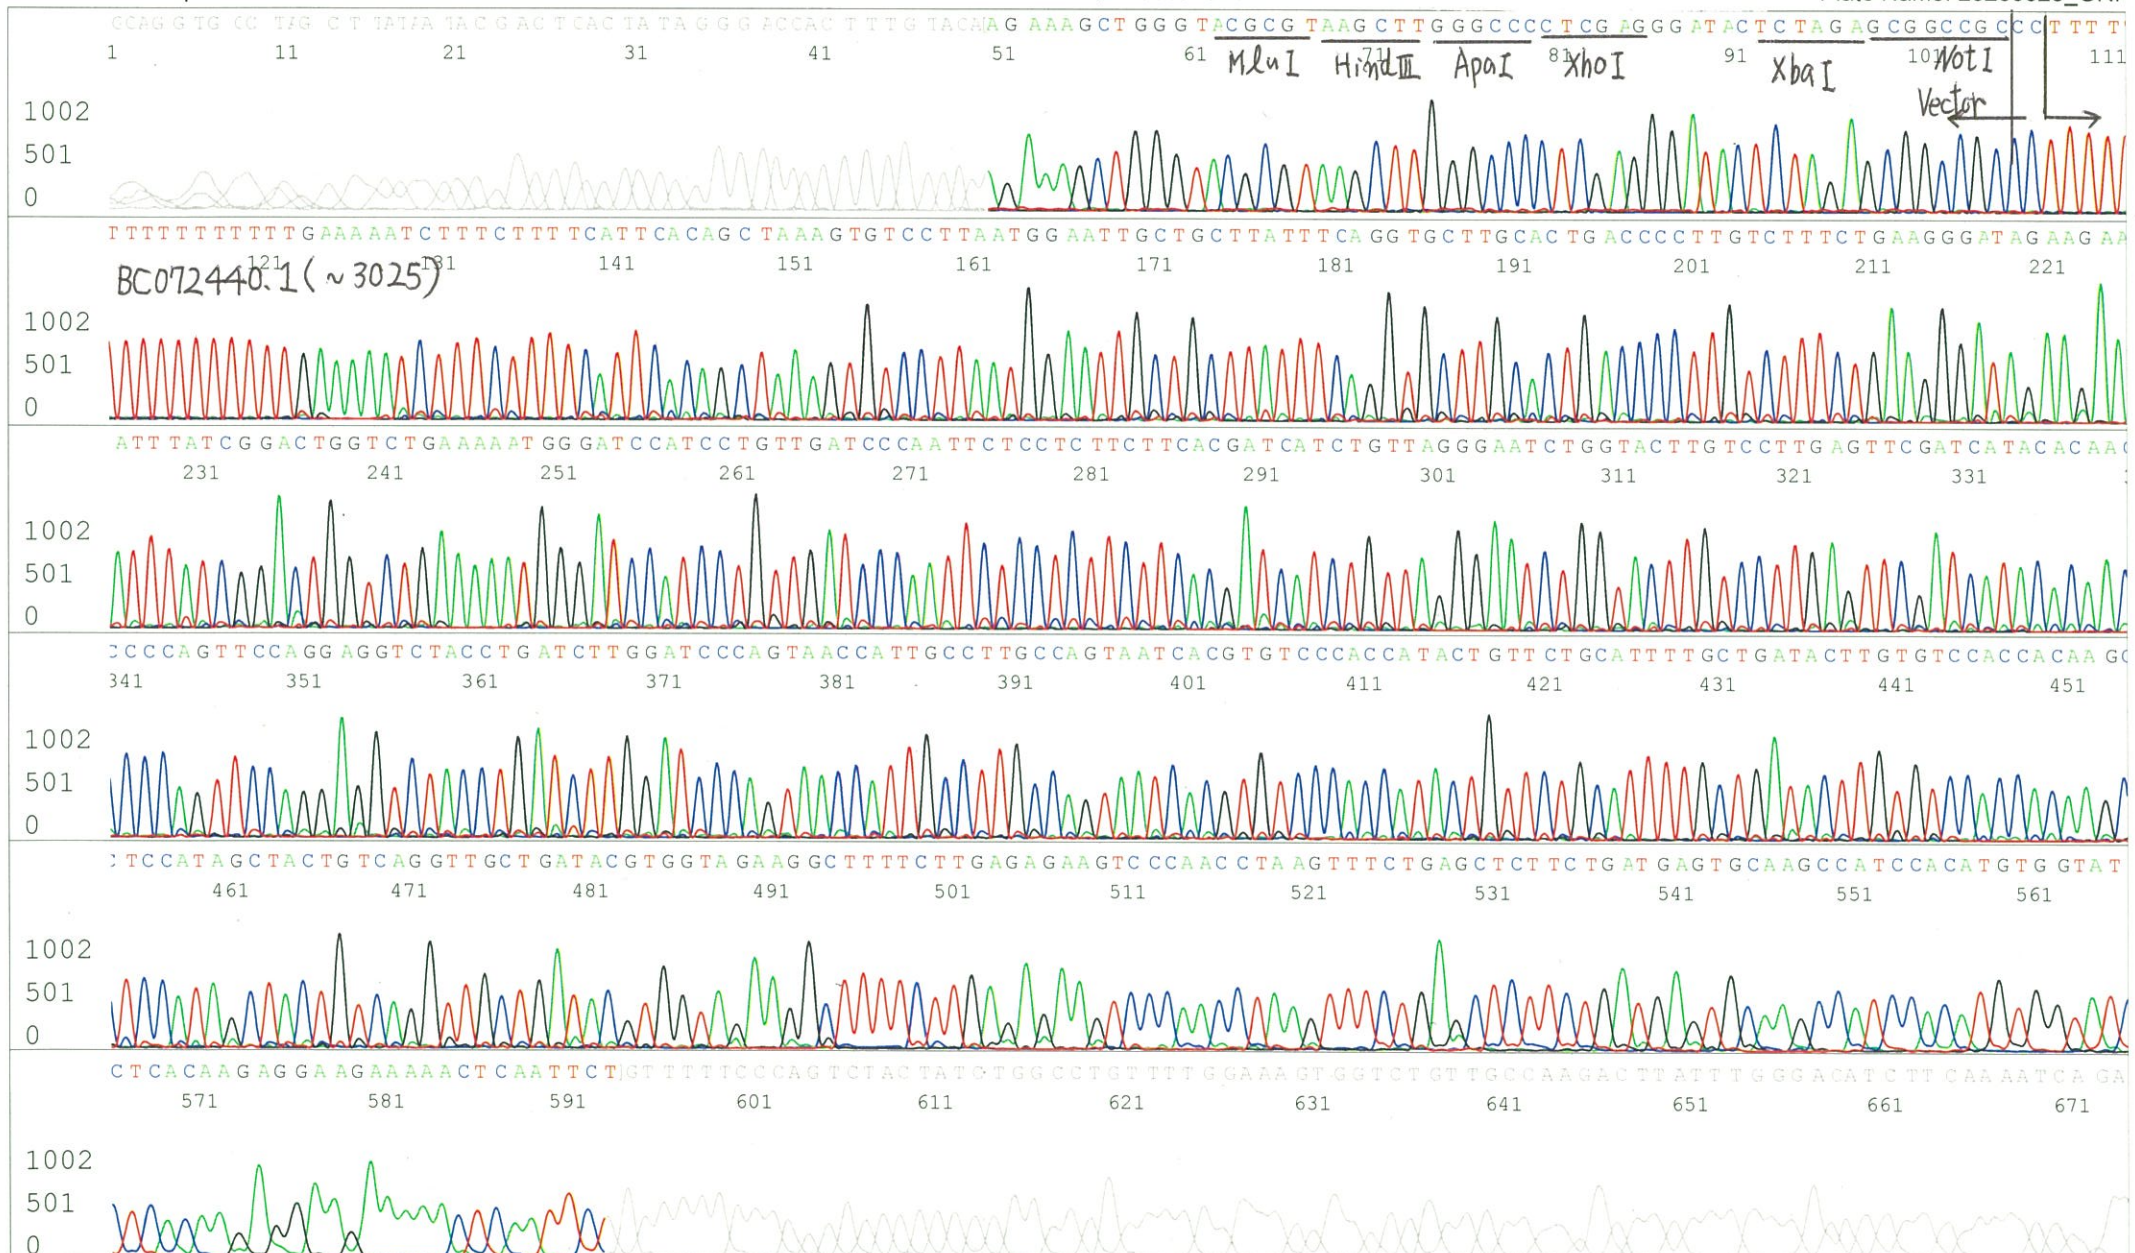 GCAGGTGCCTAGCTTATAATACGACTCACTATAGGGACCACTTTGTACAAGAAAGCTGGGTACGCGTAAGCTTGGGCCCCTCGAGGGATACTCTAGAGCGGCCGCCCTTTT
1 11 21 31 41 51 61 71 81 91 101 111
MluI HindIII ApaI XhoI XbaI NotI
Vector
1002
501
0
TTTTTTTTTTTGAAAAATCTTTCTTTTCATTCACAGCTAAAGTGTCCTTAATGGAATTGCTGCTTATTTCAGGTGCTTGCACTGACCCCTTGTCTTTCTGAAGGGATAGAAGAA
121 131 141 151 161 171 181 191 201 211 221
BC072440.1(~3025)
1002
501
0
ATTTATCGGACTGGTCTGAAAAATGGGATCCATCCTGTTGATCCCAATTCTCCTCTTCTTCACGATCATCTGTTAGGGAATCTGGTACTTGTCCTTGAGTTCGATCATACACAAC
231 241 251 261 271 281 291 301 311 321 331
1002
501
0
CCCCAGTTCCAGGAGGTCTACCTGATCTTGGATCCCAGTAACCATTGCCTTGCCAGTAATCACGTGTCCCACCATACTGTTCTGCATTTTGCTGATACTTGTGTCCACCACAAGC
341 351 361 371 381 391 401 411 421 431 441 451
1002
501
0
CTCCATAGCTACTGTCAGGTTGCTGATACGTGGTAGAAGGCTTTTCTTGAGAGAAGTCCCAACCTAAGTTTCTGAGCTCTTCTGATGAGTGCAAGCCATCCACATGTGGTAT
461 471 481 491 501 511 521 531 541 551 561
1002
501
0
CTCACAAGAGGAAGAAAAACTCAATTCTGTTTTTCCCAGTCTACTATCTGGCCTGTTTTGGAAAGTGGTCTGTTGCCAAGACTTATTTGGGACATCTTCAAAATCAGA
571 581 591 601 611 621 631 641 651 661 671
1002
501
0